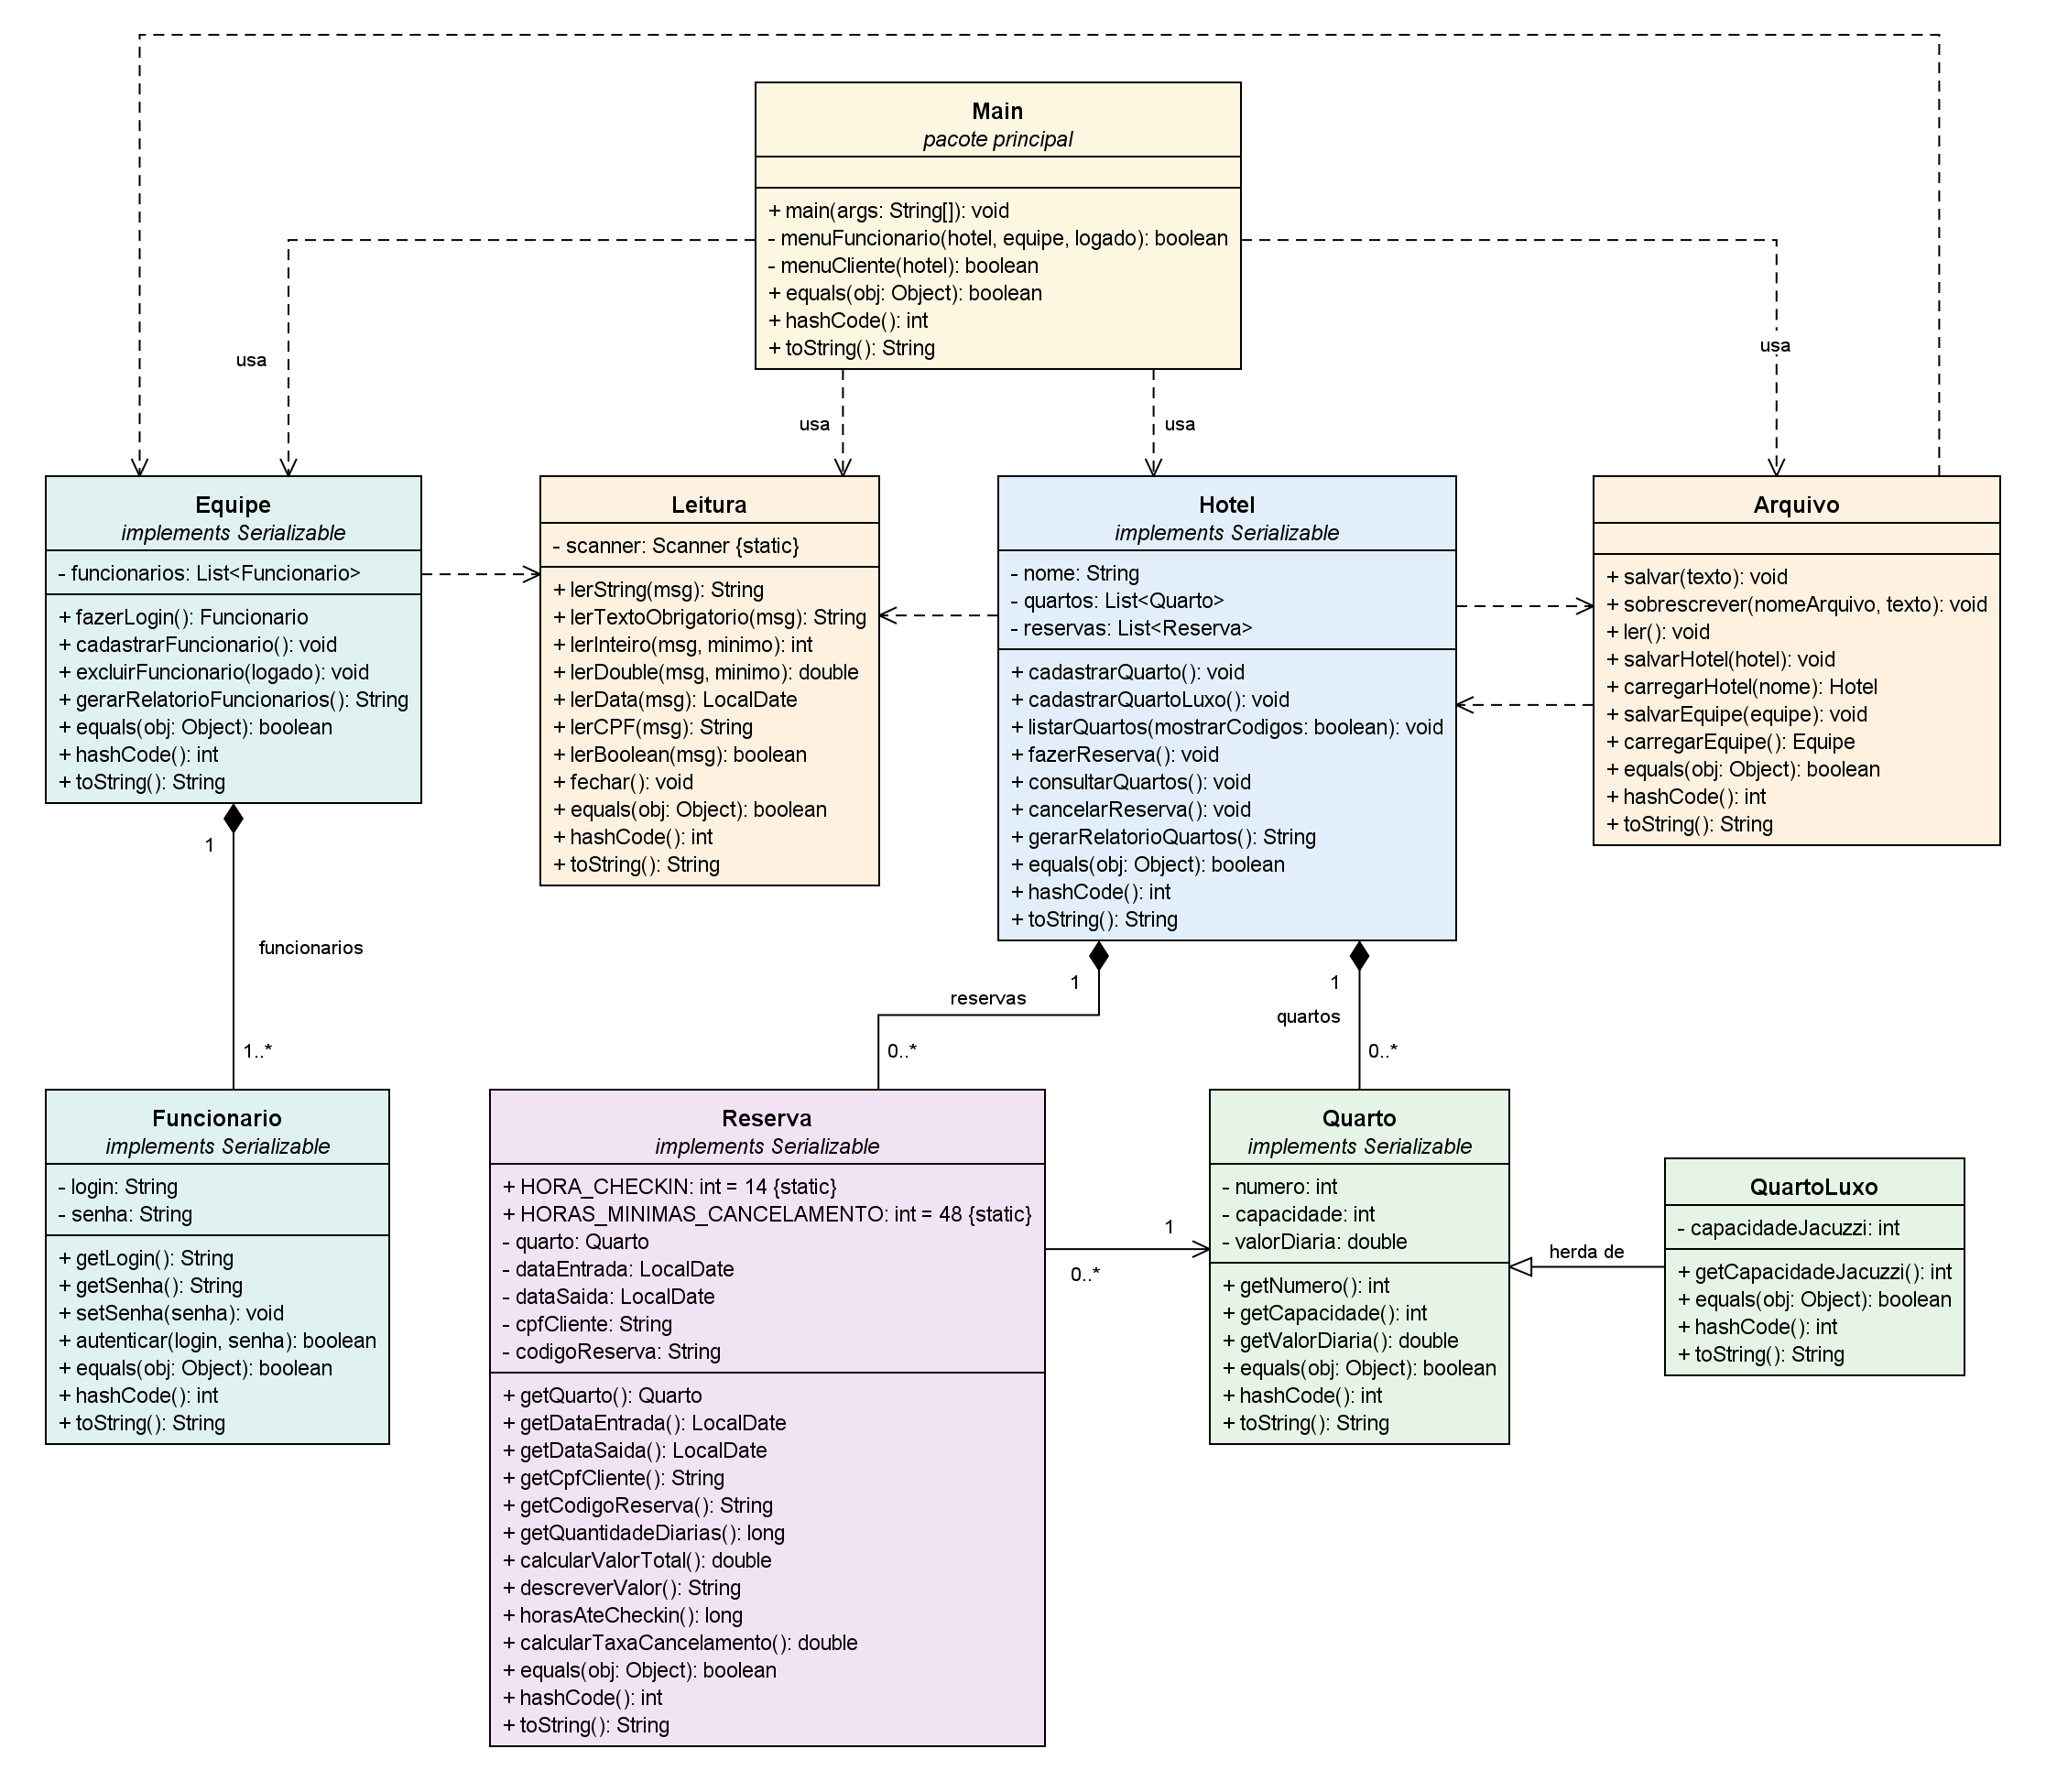 Main
pacote principal
+ main(args: String[]): void
- menuFuncionario(hotel, equipe, logado): boolean
- menuCliente(hotel): boolean
+ equals(obj: Object): boolean
+ hashCode(): int
+ toString(): String
usa
usa
usa
usa
Equipe
implements Serializable
- funcionarios: List<Funcionario>
+ fazerLogin(): Funcionario
+ cadastrarFuncionario(): void
+ excluirFuncionario(logado): void
+ gerarRelatorioFuncionarios(): String
+ equals(obj: Object): boolean
+ hashCode(): int
+ toString(): String
Leitura
- scanner: Scanner {static}
+ lerString(msg): String
+ lerTextoObrigatorio(msg): String
+ lerInteiro(msg, minimo): int
+ lerDouble(msg, minimo): double
+ lerData(msg): LocalDate
+ lerCPF(msg): String
+ lerBoolean(msg): boolean
+ fechar(): void
+ equals(obj: Object): boolean
+ hashCode(): int
+ toString(): String
Hotel
implements Serializable
- nome: String
- quartos: List<Quarto>
- reservas: List<Reserva>
+ cadastrarQuarto(): void
+ cadastrarQuartoLuxo(): void
+ listarQuartos(mostrarCodigos: boolean): void
+ fazerReserva(): void
+ consultarQuartos(): void
+ cancelarReserva(): void
+ gerarRelatorioQuartos(): String
+ equals(obj: Object): boolean
+ hashCode(): int
+ toString(): String
Arquivo
+ salvar(texto): void
+ sobrescrever(nomeArquivo, texto): void
+ ler(): void
+ salvarHotel(hotel): void
+ carregarHotel(nome): Hotel
+ salvarEquipe(equipe): void
+ carregarEquipe(): Equipe
+ equals(obj: Object): boolean
+ hashCode(): int
+ toString(): String
1
funcionarios
1..*
1
reservas
0..*
1
quartos
0..*
Funcionario
implements Serializable
- login: String
- senha: String
+ getLogin(): String
+ getSenha(): String
+ setSenha(senha): void
+ autenticar(login, senha): boolean
+ equals(obj: Object): boolean
+ hashCode(): int
+ toString(): String
Reserva
implements Serializable
+ HORA_CHECKIN: int = 14 {static}
+ HORAS_MINIMAS_CANCELAMENTO: int = 48 {static}
- quarto: Quarto
- dataEntrada: LocalDate
- dataSaida: LocalDate
- cpfCliente: String
- codigoReserva: String
+ getQuarto(): Quarto
+ getDataEntrada(): LocalDate
+ getDataSaida(): LocalDate
+ getCpfCliente(): String
+ getCodigoReserva(): String
+ getQuantidadeDiarias(): long
+ calcularValorTotal(): double
+ descreverValor(): String
+ horasAteCheckin(): long
+ calcularTaxaCancelamento(): double
+ equals(obj: Object): boolean
+ hashCode(): int
+ toString(): String
1
0..*
Quarto
implements Serializable
- numero: int
- capacidade: int
- valorDiaria: double
+ getNumero(): int
+ getCapacidade(): int
+ getValorDiaria(): double
+ equals(obj: Object): boolean
+ hashCode(): int
+ toString(): String
herda de
QuartoLuxo
- capacidadeJacuzzi: int
+ getCapacidadeJacuzzi(): int
+ equals(obj: Object): boolean
+ hashCode(): int
+ toString(): String